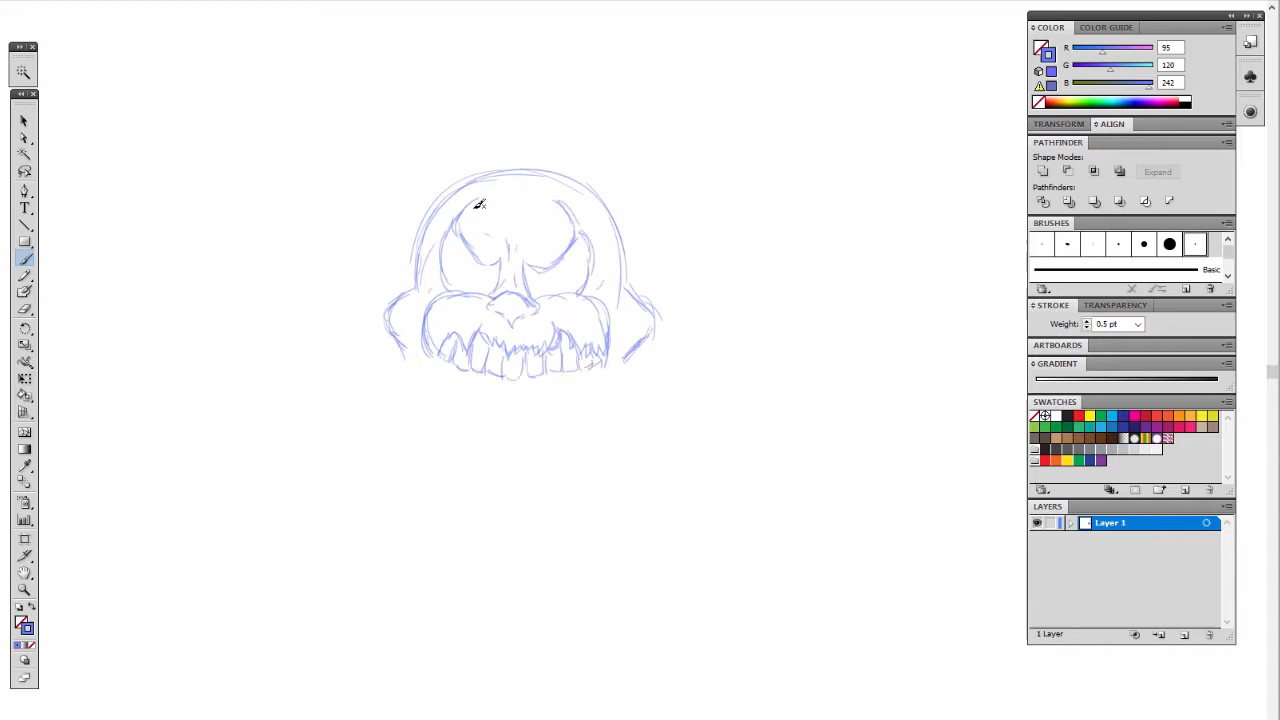 COLOR COLOR GUIDE
R 95
G 120
B 242
TRANSFORM ALIGN
PATHFINDER
Shape Modes:
Expand
Pathfinders:
BRUSHES
Basic
STROKE TRANSPARENCY
Weight: 0.5 pt
ARTBOARDS
GRADIENT
SWATCHES
LAYERS
Layer 1
1 Layer